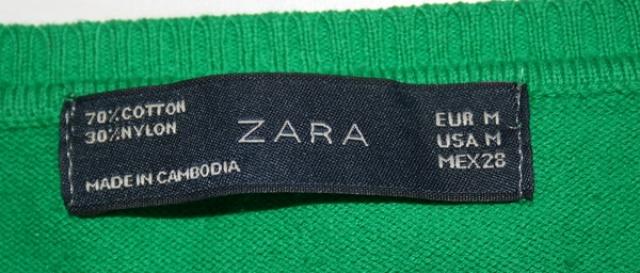 70%COTTON
30%NYLON
MADE IN CAMBODIA
ZARA
EUR M
USA M
MEX28